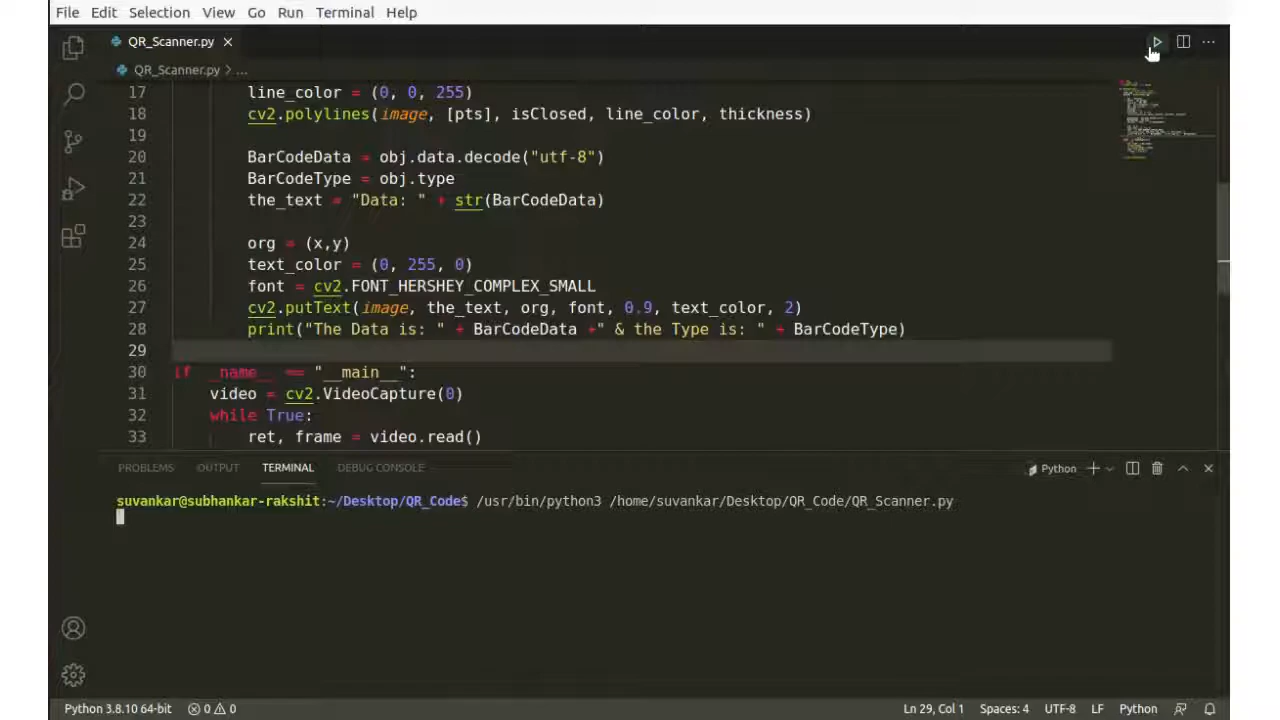 File Edit Selection View Go Run Terminal Help
QR_Scanner.py
QR_Scanner.py > ...
17 line_color = (0, 0, 255)
18 cv2.polylines(image, [pts], isClosed, line_color, thickness)
19
20 BarCodeData = obj.data.decode("utf-8")
21 BarCodeType = obj.type
22 the_text = "Data: " + str(BarCodeData)
23
24 org = (x,y)
25 text_color = (0, 255, 0)
26 font = cv2.FONT_HERSHEY_COMPLEX_SMALL
27 cv2.putText(image, the_text, org, font, 0.9, text_color, 2)
28 print("The Data is: " + BarCodeData +" & the Type is: " + BarCodeType)
29
30 if __name__ == "__main__":
31 video = cv2.VideoCapture(0)
32 while True:
33 ret, frame = video.read()
PROBLEMS OUTPUT TERMINAL DEBUG CONSOLE Python
suvankar@subhankar-rakshit:~/Desktop/QR_Code$ /usr/bin/python3 /home/suvankar/Desktop/QR_Code/QR_Scanner.py
Python 3.8.10 64-bit 0 0 Ln 29, Col 1 Spaces: 4 UTF-8 LF Python